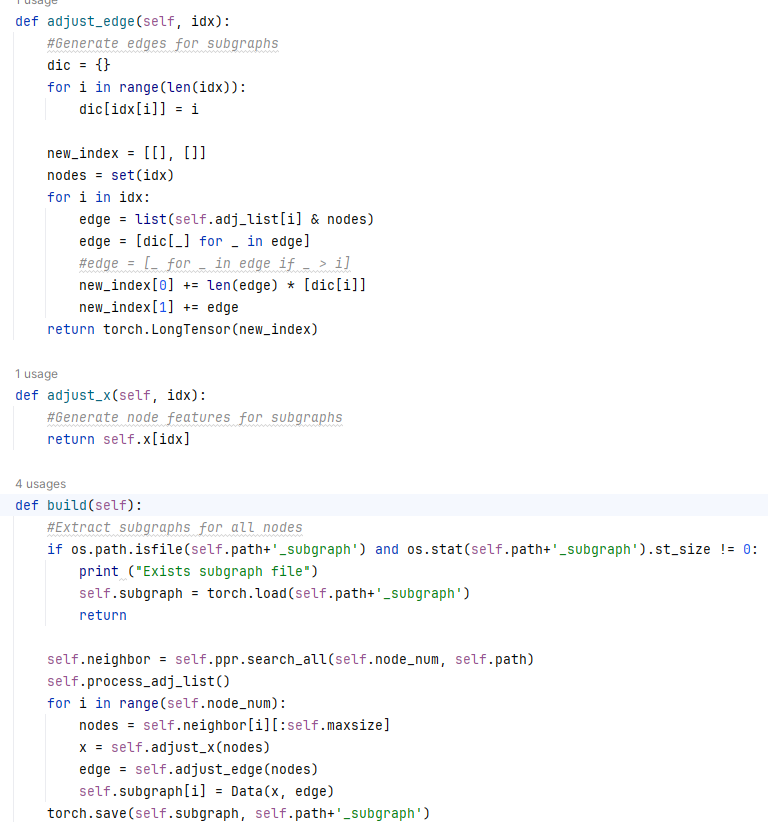 1 usage
def adjust_edge(self, idx):
    #Generate edges for subgraphs
    dic = {}
    for i in range(len(idx)):
        dic[idx[i]] = i

    new_index = [[], []]
    nodes = set(idx)
    for i in idx:
        edge = list(self.adj_list[i] & nodes)
        edge = [dic[_] for _ in edge]
        #edge = [_ for _ in edge if _ > i]
        new_index[0] += len(edge) * [dic[i]]
        new_index[1] += edge
    return torch.LongTensor(new_index)

1 usage
def adjust_x(self, idx):
    #Generate node features for subgraphs
    return self.x[idx]

4 usages
def build(self):
    #Extract subgraphs for all nodes
    if os.path.isfile(self.path+'_subgraph') and os.stat(self.path+'_subgraph').st_size != 0:
        print ("Exists subgraph file")
        self.subgraph = torch.load(self.path+'_subgraph')
        return

    self.neighbor = self.ppr.search_all(self.node_num, self.path)
    self.process_adj_list()
    for i in range(self.node_num):
        nodes = self.neighbor[i][:self.maxsize]
        x = self.adjust_x(nodes)
        edge = self.adjust_edge(nodes)
        self.subgraph[i] = Data(x, edge)
    torch.save(self.subgraph, self.path+'_subgraph')